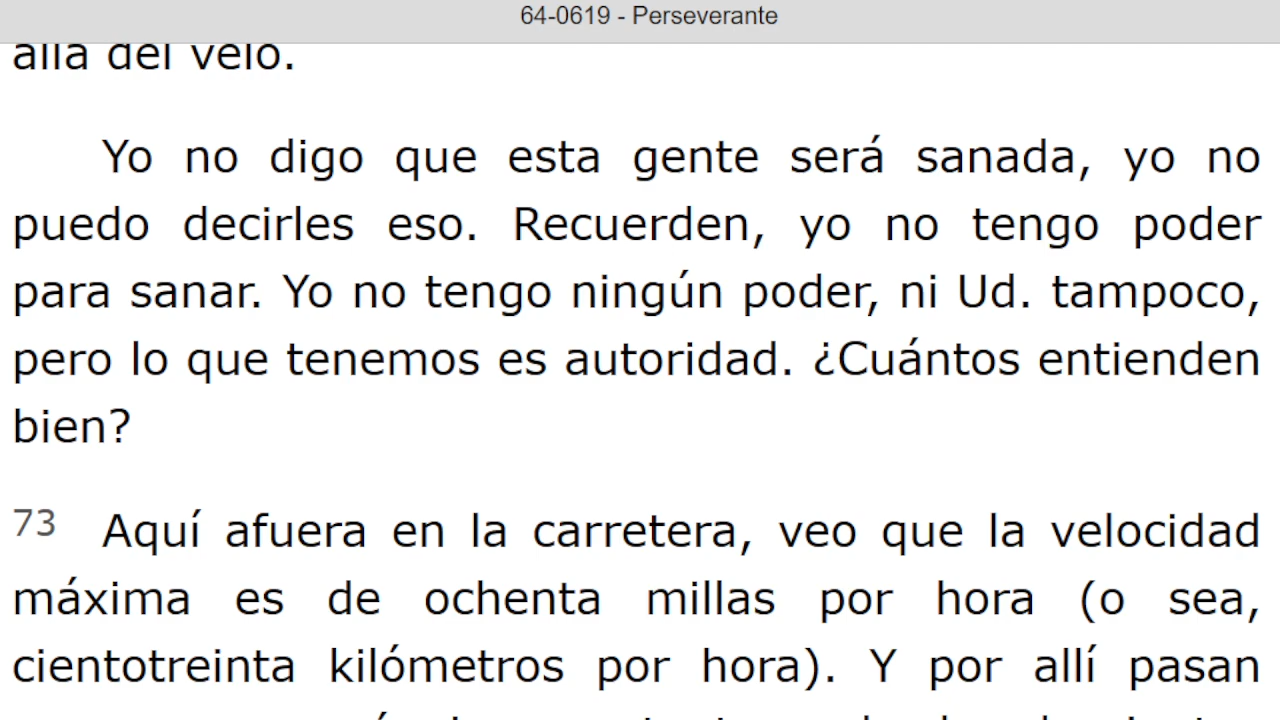 64-0619 - Perseverante
allá del velo.
Yo no digo que esta gente será sanada, yo no
puedo decirles eso. Recuerden, yo no tengo poder
para sanar. Yo no tengo ningún poder, ni Ud. tampoco,
pero lo que tenemos es autoridad. ¿Cuántos entienden
bien?
73 Aquí afuera en la carretera, veo que la velocidad
máxima es de ochenta millas por hora (o sea,
cientotreinta kilómetros por hora). Y por allí pasan